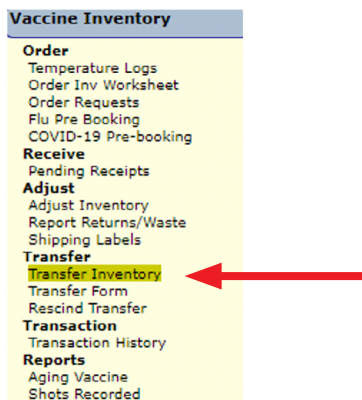 Vaccine Inventory
Order
Temperature Logs
Order Inv Worksheet
Order Requests
Flu Pre Booking
COVID-19 Pre-booking
Receive
Pending Receipts
Adjust
Adjust Inventory
Report Returns/Waste
Shipping Labels
Transfer
Transfer Inventory
Transfer Form
Rescind Transfer
Transaction
Transaction History
Reports
Aging Vaccine
Shots Recorded